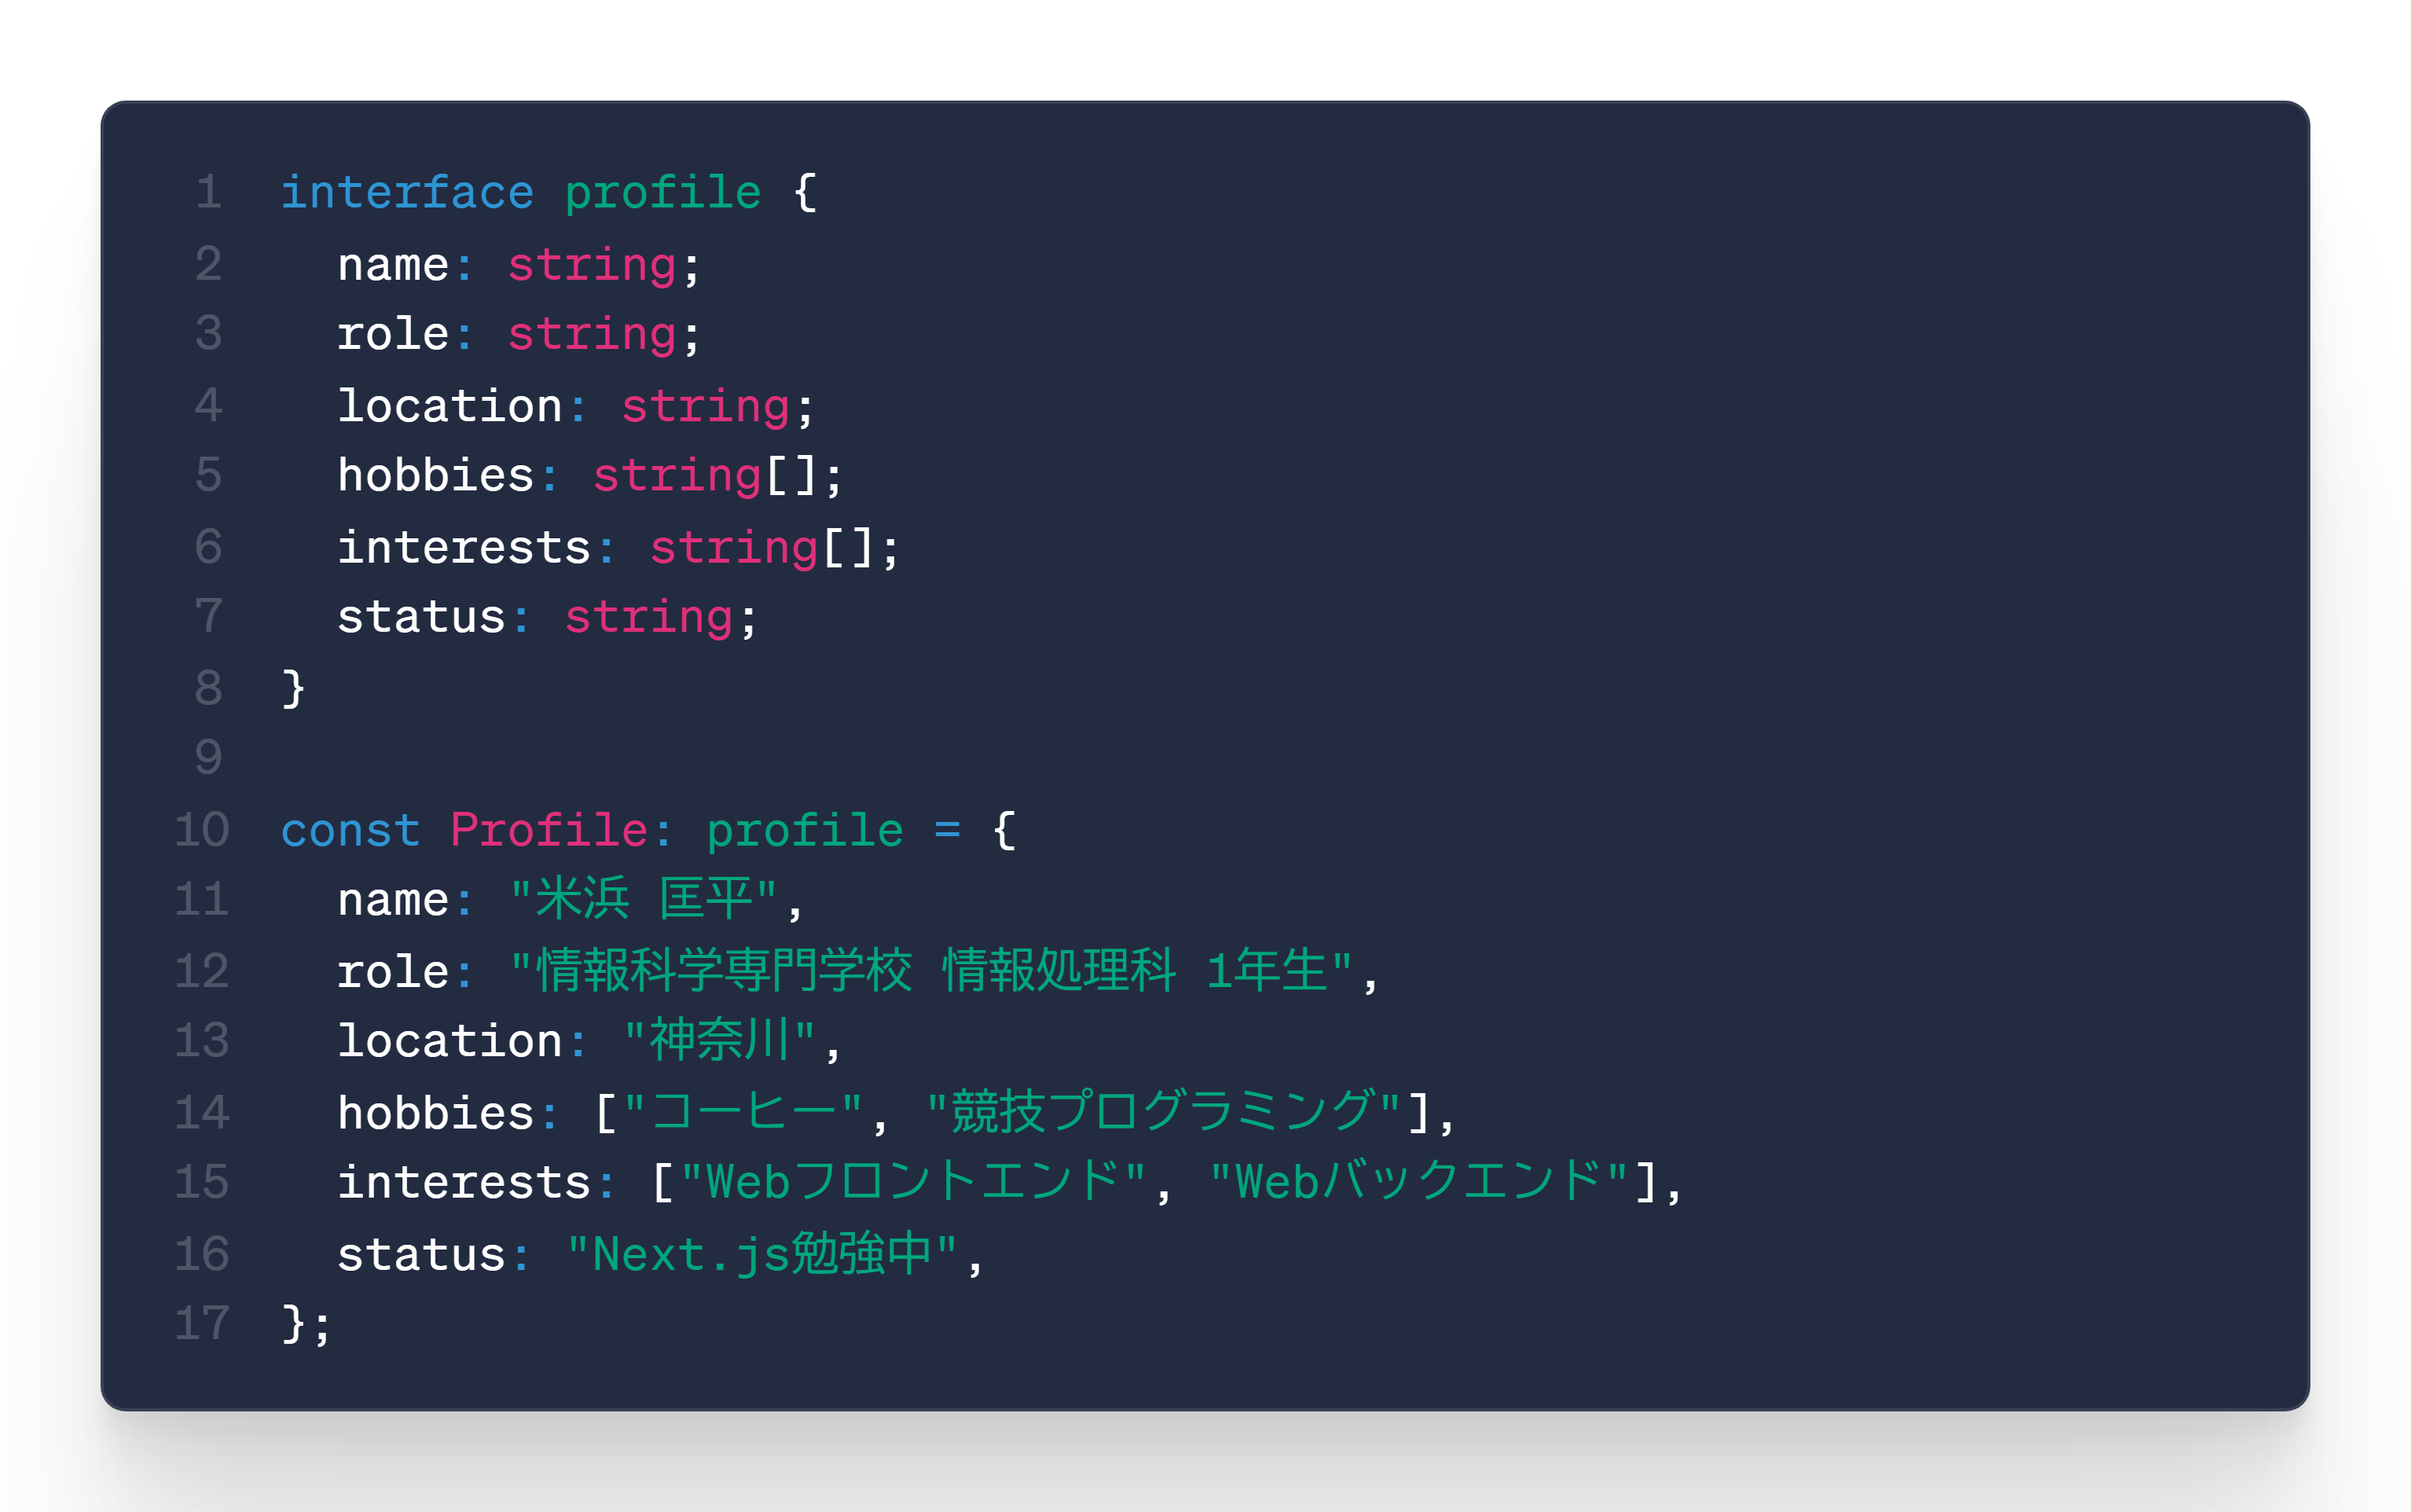 1 interface profile {
2   name: string;
3   role: string;
4   location: string;
5   hobbies: string[];
6   interests: string[];
7   status: string;
8 }
9
10 const Profile: profile = {
11   name: "米浜 匡平",
12   role: "情報科学専門学校 情報処理科 1年生",
13   location: "神奈川",
14   hobbies: ["コーヒー", "競技プログラミング"],
15   interests: ["Webフロントエンド", "Webバックエンド"],
16   status: "Next.js勉強中",
17 };